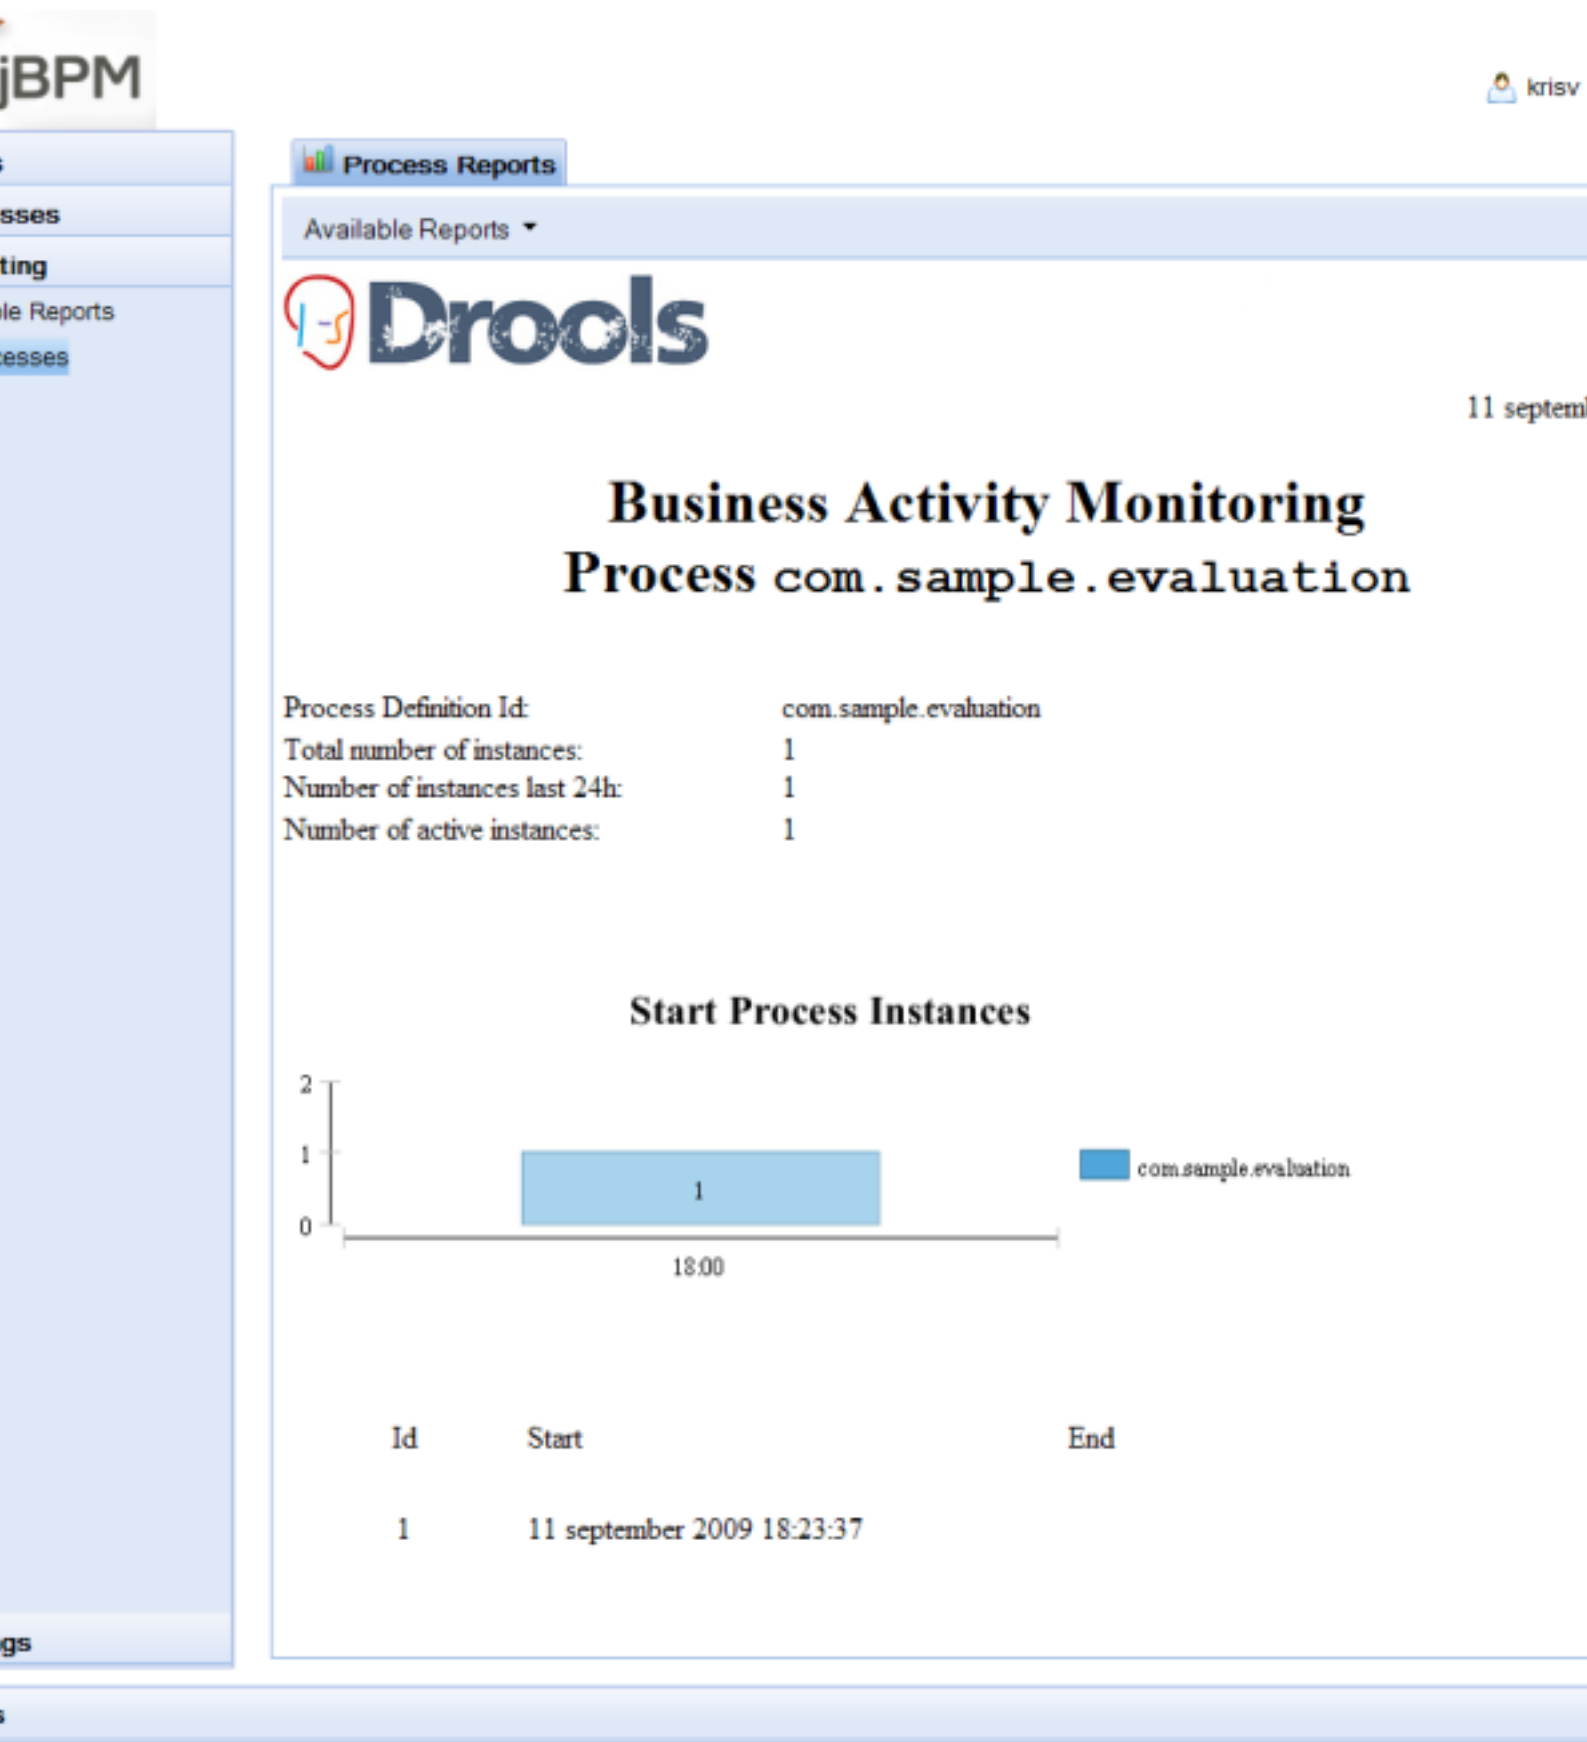 jBPM
krisv
s
sses
ting
le Reports
cesses
Process Reports
Available Reports
Drools
11 septem
Business Activity Monitoring
Process com.sample.evaluation
Process Definition Id: com.sample.evaluation
Total number of instances: 1
Number of instances last 24h: 1
Number of active instances: 1
Start Process Instances
2
1
0
1
18:00
com.sample.evaluation
Id Start End
1 11 september 2009 18:23:37
gs
s